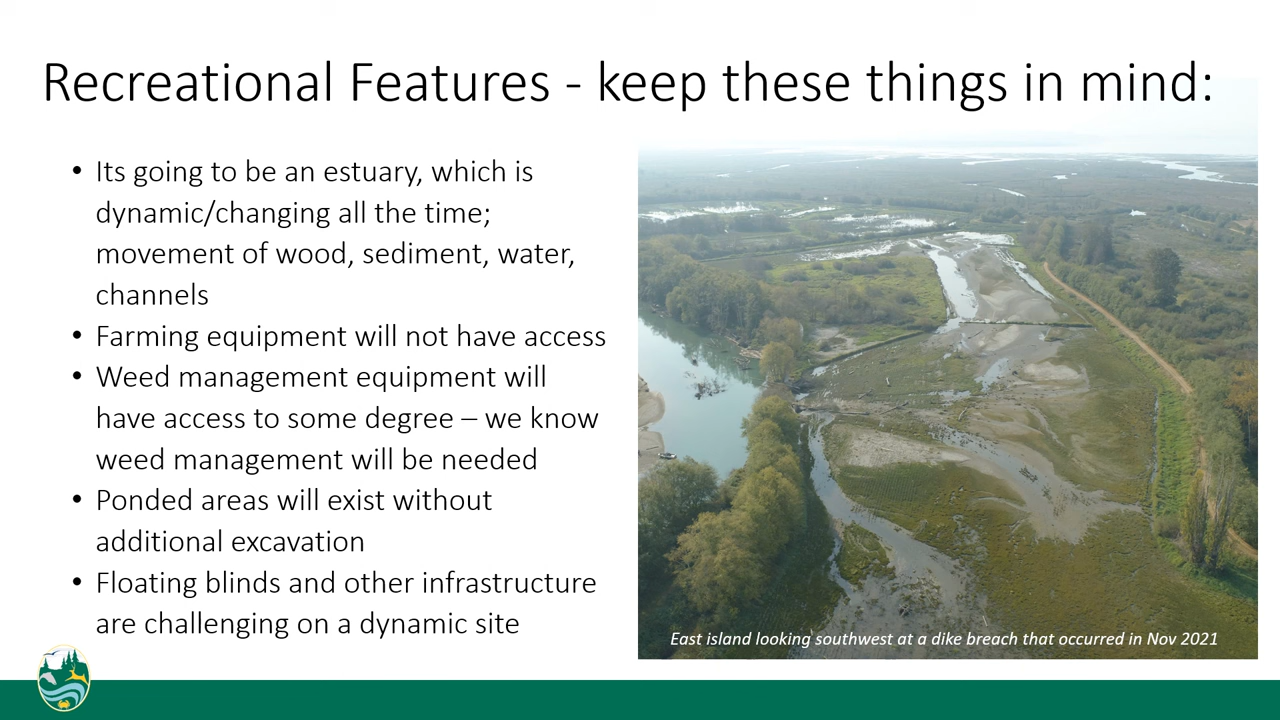 Recreational Features - keep these things in mind:
• Its going to be an estuary, which is
dynamic/changing all the time;
movement of wood, sediment, water,
channels
• Farming equipment will not have access
• Weed management equipment will
have access to some degree – we know
weed management will be needed
• Ponded areas will exist without
additional excavation
• Floating blinds and other infrastructure
are challenging on a dynamic site
East island looking southwest at a dike breach that occurred in Nov 2021